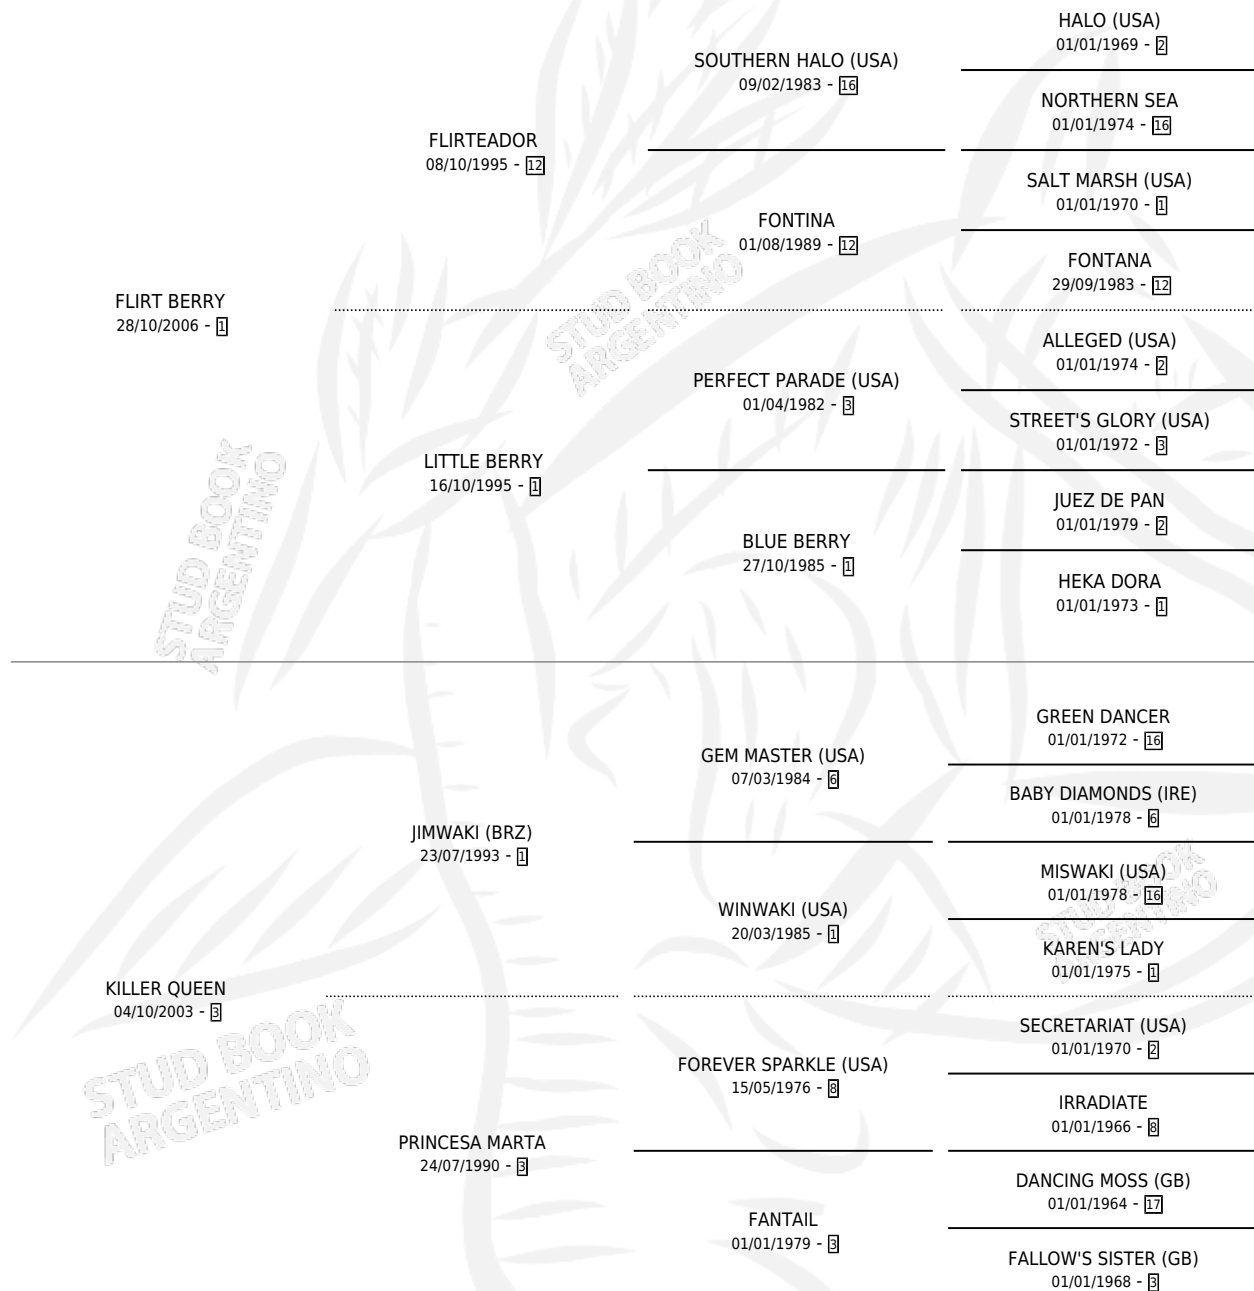 HALO (USA)
01/01/1969 - 2
SOUTHERN HALO (USA)
09/02/1983 - 16
NORTHERN SEA
01/01/1974 - 16
FLIRTEADOR
08/10/1995 - 12
SALT MARSH (USA)
01/01/1970 - 1
FONTINA
01/08/1989 - 12
FONTANA
29/09/1983 - 12
FLIRT BERRY
28/10/2006 - 1
STUD BOOK
ARGENTINO
ALLEGED (USA)
01/01/1974 - 2
PERFECT PARADE (USA)
01/04/1982 - 3
STREET'S GLORY (USA)
01/01/1972 - 3
LITTLE BERRY
16/10/1995 - 1
JUEZ DE PAN
01/01/1979 - 2
BLUE BERRY
27/10/1985 - 1
HEKA DORA
01/01/1973 - 1
STUD BOOK
ARGENTINO
GREEN DANCER
01/01/1972 - 16
GEM MASTER (USA)
07/03/1984 - 6
BABY DIAMONDS (IRE)
01/01/1978 - 6
JIMWAKI (BRZ)
23/07/1993 - 1
MISWAKI (USA)
01/01/1978 - 16
WINWAKI (USA)
20/03/1985 - 1
STUD BOOK
ARGENTINO
KAREN'S LADY
01/01/1975 - 1
KILLER QUEEN
04/10/2003 - 3
SECRETARIAT (USA)
01/01/1970 - 2
FOREVER SPARKLE (USA)
15/05/1976 - 8
STUD BOOK
ARGENTINO
IRRADIATE
01/01/1966 - 8
PRINCESA MARTA
24/07/1990 - 3
DANCING MOSS (GB)
01/01/1964 - 17
FANTAIL
01/01/1979 - 3
FALLOW'S SISTER (GB)
01/01/1968 - 3